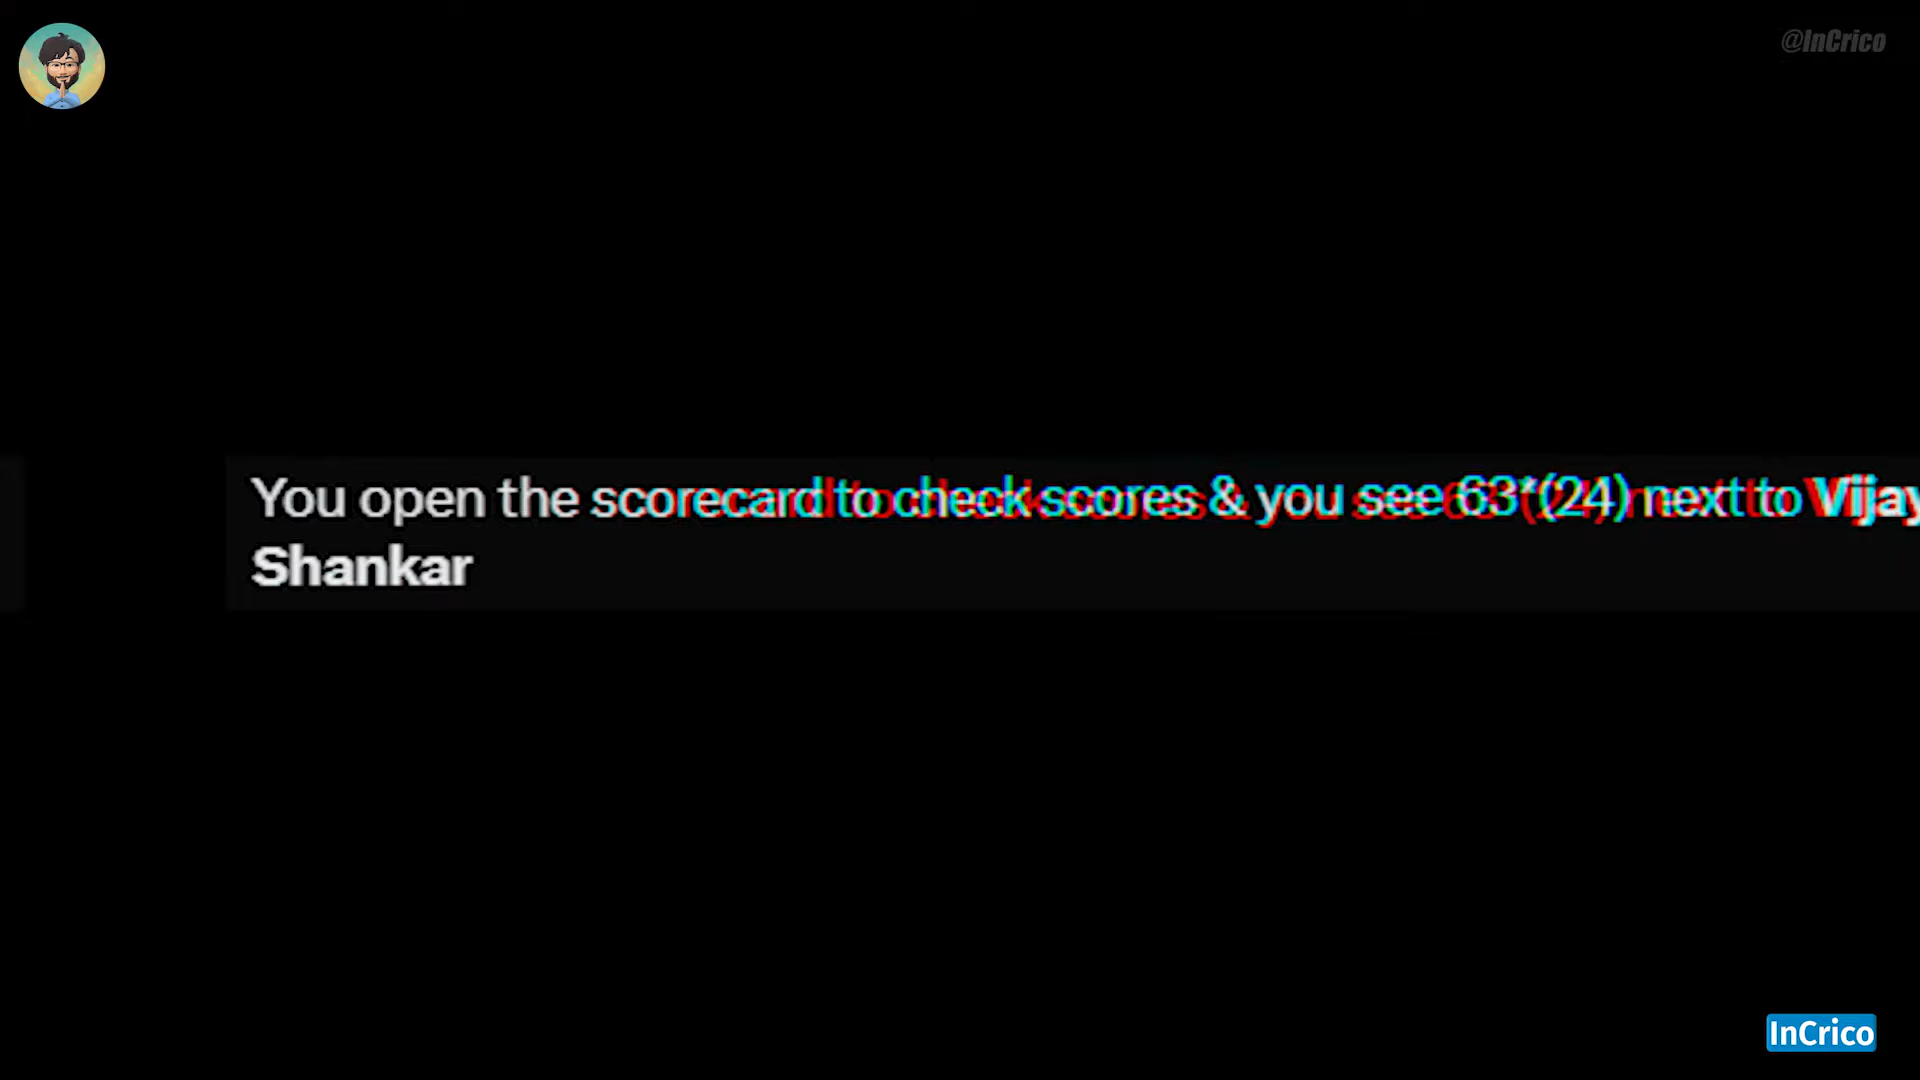 @InCrico
You open the scorecard to check scores & you see 63*(24) next to Vijay
Shankar
InCrico